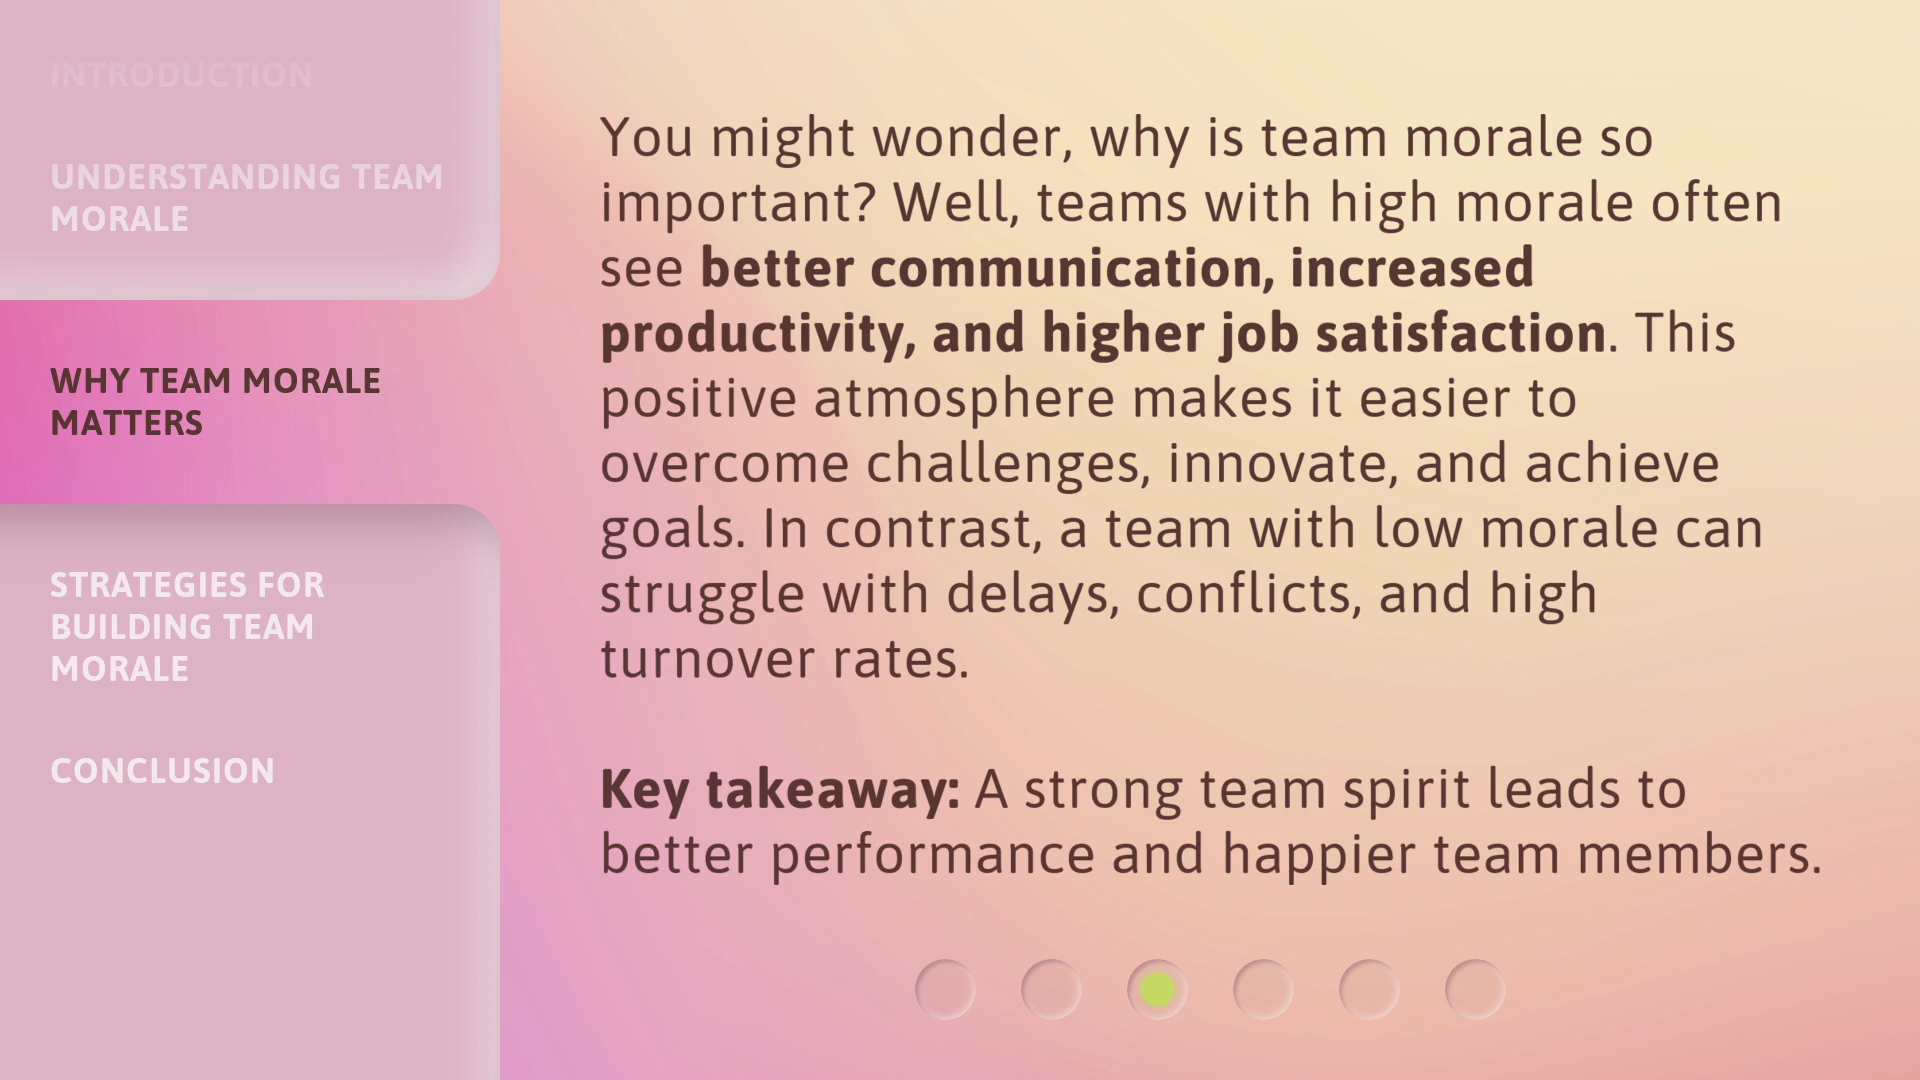 INTRODUCTION
UNDERSTANDING TEAM
MORALE
WHY TEAM MORALE
MATTERS
STRATEGIES FOR
BUILDING TEAM
MORALE
CONCLUSION
You might wonder, why is team morale so
important? Well, teams with high morale often
see better communication, increased
productivity, and higher job satisfaction. This
positive atmosphere makes it easier to
overcome challenges, innovate, and achieve
goals. In contrast, a team with low morale can
struggle with delays, conflicts, and high
turnover rates.
Key takeaway: A strong team spirit leads to
better performance and happier team members.